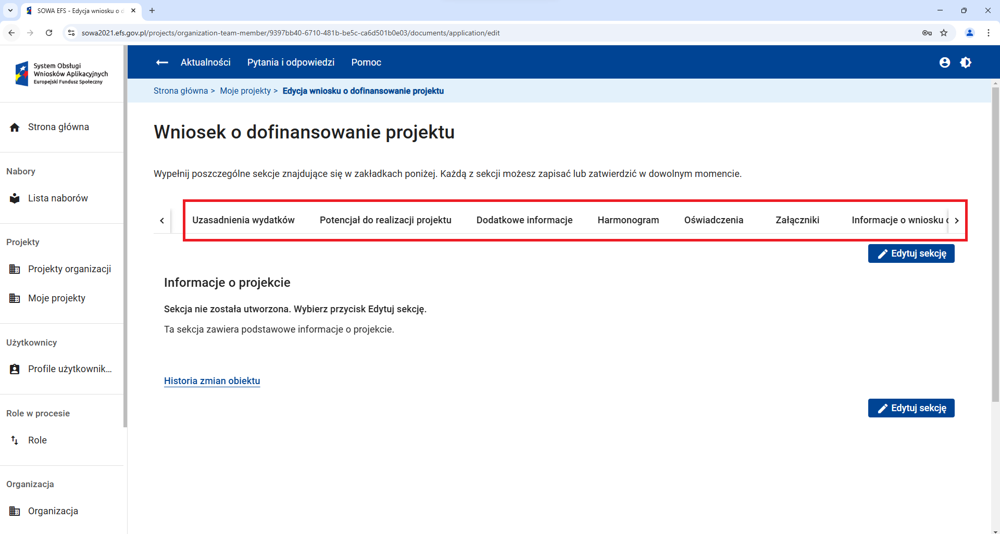 SOWA EFS - Edycja wniosku o d
sowa2021.efs.gov.pl/projects/organization-team-member/9397bb40-6710-481b-be5c-ca6d501b0e03/documents/application/edit
System Obsługi
Wniosków Aplikacyjnych
Europejski Fundusz Społeczny
Aktualności Pytania i odpowiedzi Pomoc
Strona główna > Moje projekty > Edycja wniosku o dofinansowanie projektu
Strona główna
Nabory
Lista naborów
Projekty
Projekty organizacji
Moje projekty
Użytkownicy
Profile użytkownik...
Role w procesie
Role
Organizacja
Organizacja
Wniosek o dofinansowanie projektu
Wypełnij poszczególne sekcje znajdujące się w zakładkach poniżej. Każdą z sekcji możesz zapisać lub zatwierdzić w dowolnym momencie.
Uzasadnienia wydatków Potencjał do realizacji projektu Dodatkowe informacje Harmonogram Oświadczenia Załączniki Informacje o wniosku
Edytuj sekcję
Informacje o projekcie
Sekcja nie została utworzona. Wybierz przycisk Edytuj sekcję.
Ta sekcja zawiera podstawowe informacje o projekcie.
Historia zmian obiektu
Edytuj sekcję